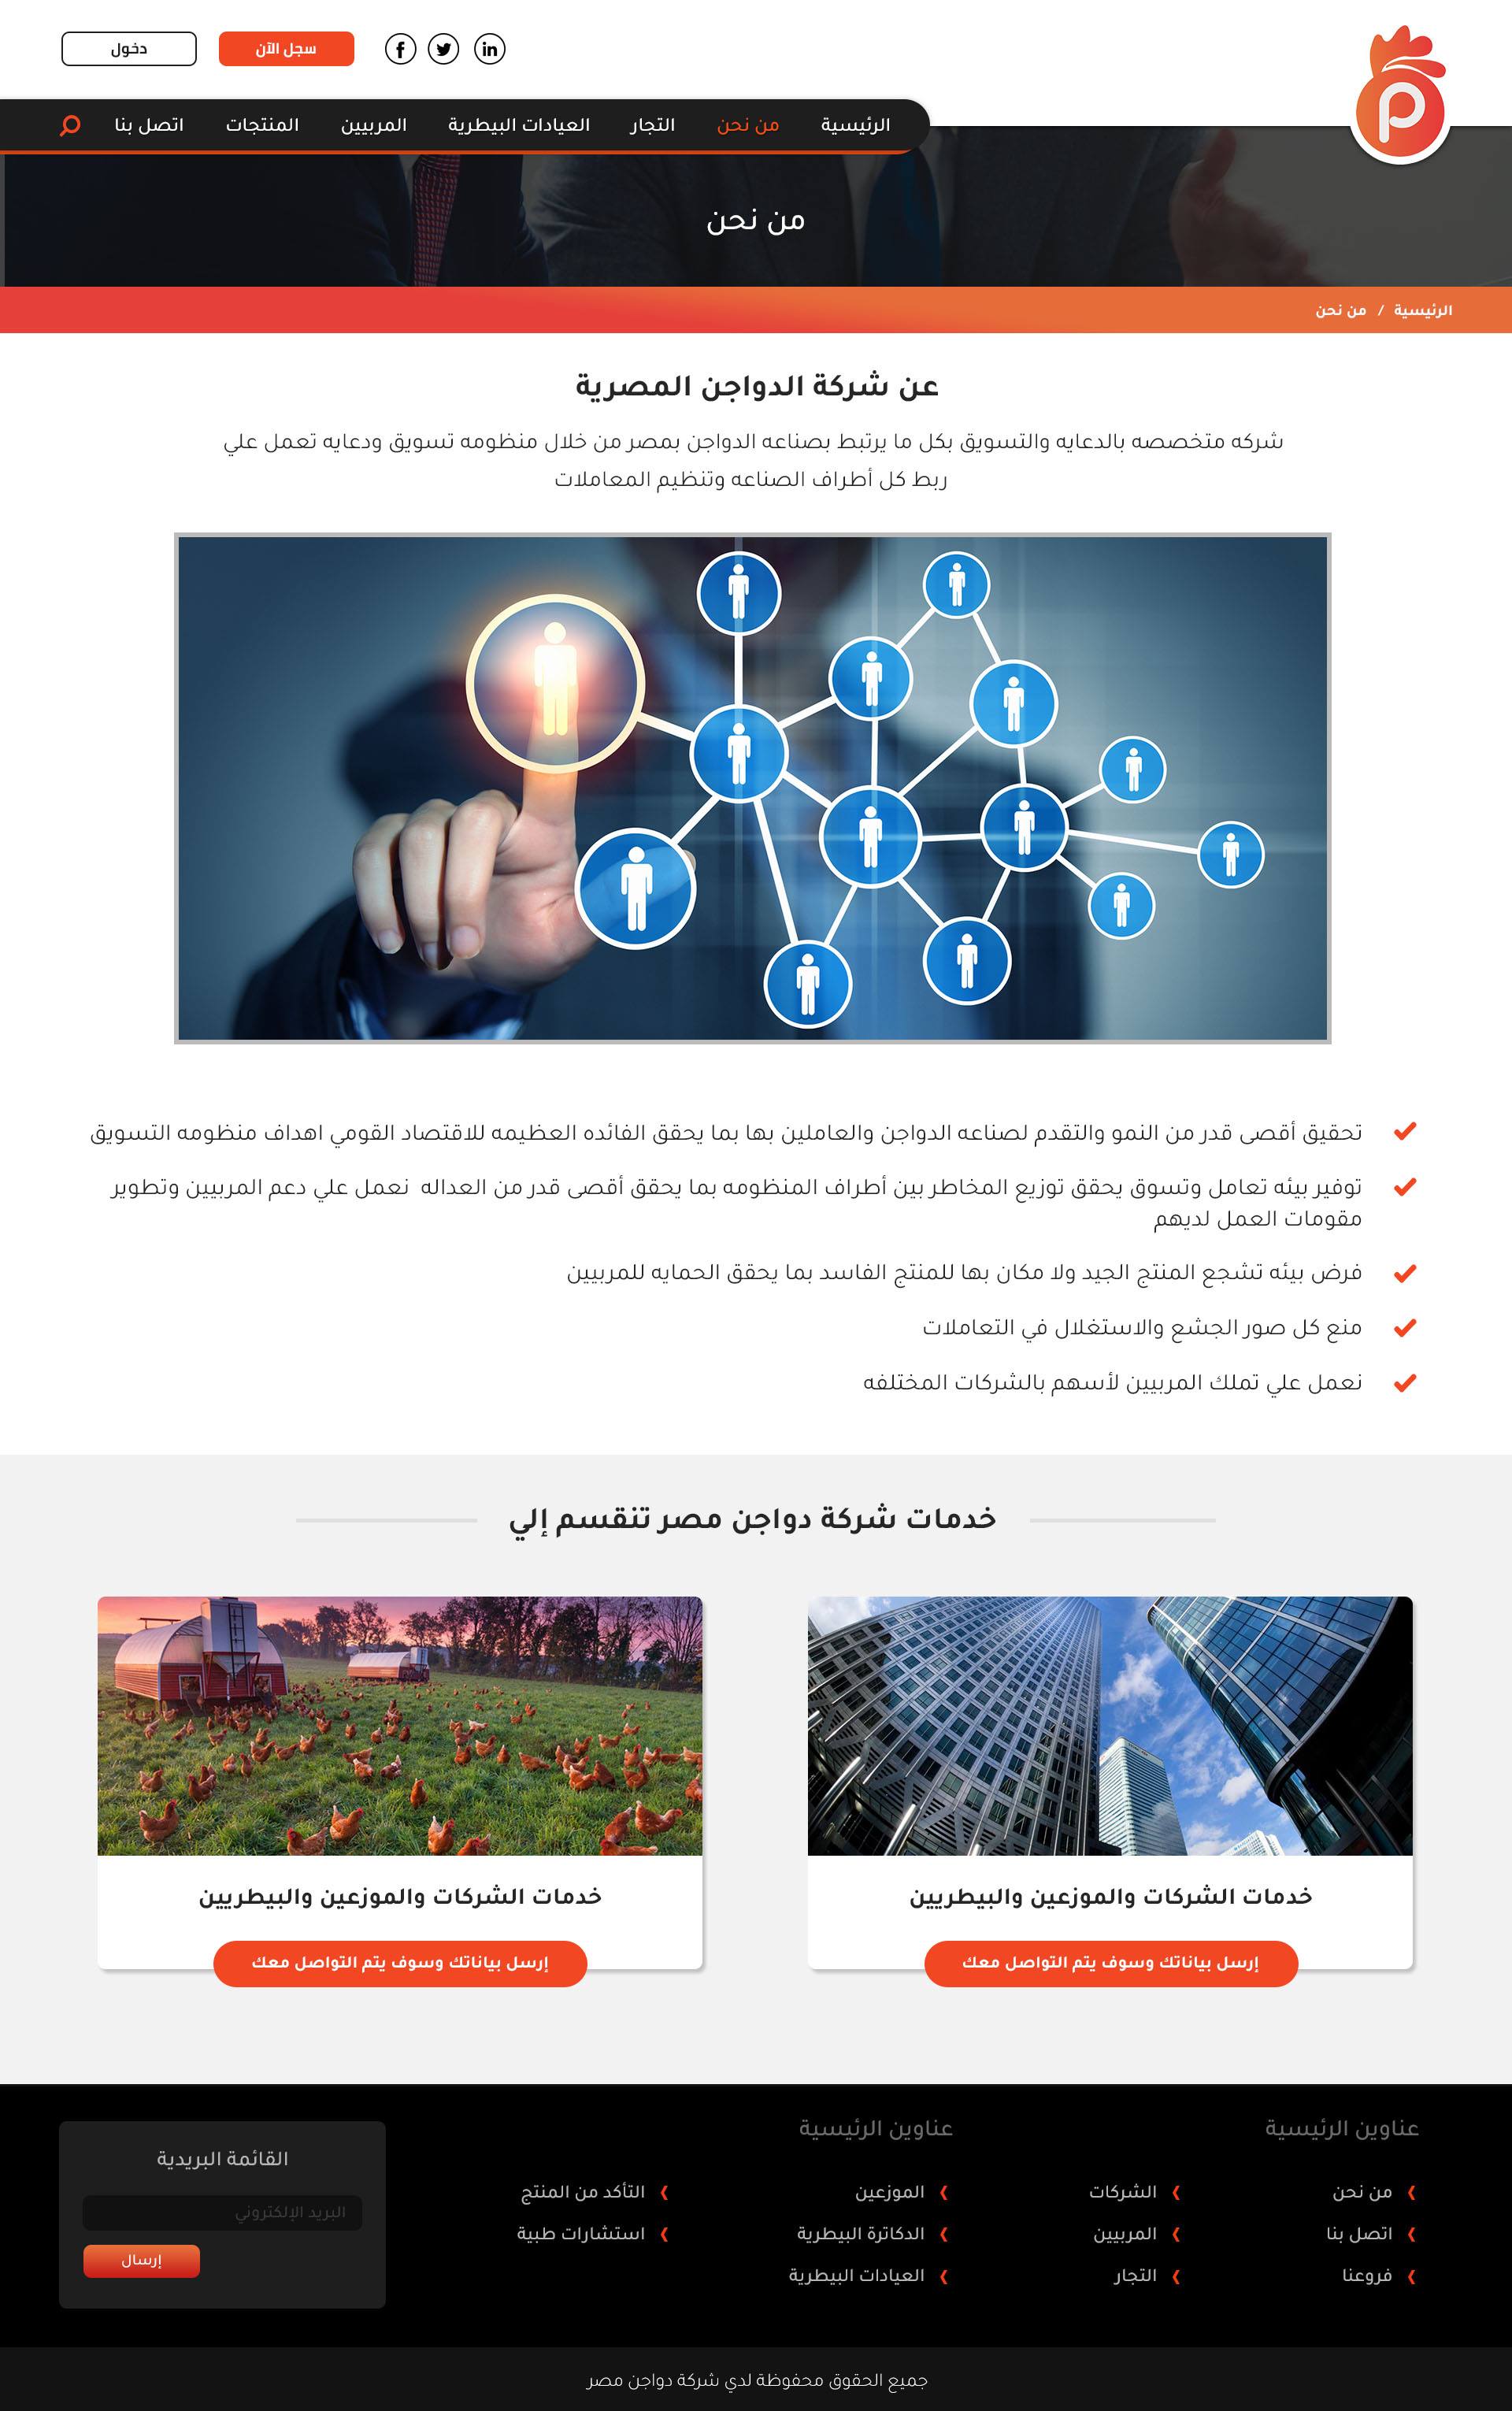 سجل الآن
دخول
الرئيسية
من نحن
التجار
العيادات البيطرية
المربيين
المنتجات
اتصل بنا
من نحن
الرئيسية / من نحن
عن شركة الدواجن المصرية
شركه متخصصه بالدعايه والتسويق بكل ما يرتبط بصناعه الدواجن بمصر من خلال منظومه تسويق ودعايه تعمل علي
ربط كل أطراف الصناعه وتنظيم المعاملات
تحقيق أقصى قدر من النمو والتقدم لصناعه الدواجن والعاملين بها بما يحقق الفائده العظيمه للاقتصاد القومي اهداف منظومه التسويق
توفير بيئه تعامل وتسوق يحقق توزيع المخاطر بين أطراف المنظومه بما يحقق أقصى قدر من العداله  نعمل علي دعم المربيين وتطوير
مقومات العمل لديهم
فرض بيئه تشجع المنتج الجيد ولا مكان بها للمنتج الفاسد بما يحقق الحمايه للمربيين
منع كل صور الجشع والاستغلال في التعاملات
نعمل علي تملك المربيين لأسهم بالشركات المختلفه
خدمات شركة دواجن مصر تنقسم إلي
خدمات الشركات والموزعين والبيطريين
إرسل بياناتك وسوف يتم التواصل معك
خدمات الشركات والموزعين والبيطريين
إرسل بياناتك وسوف يتم التواصل معك
عناوين الرئيسية
من نحن
اتصل بنا
فروعنا
الشركات
المربيين
التجار
عناوين الرئيسية
الموزعين
الدكاترة البيطرية
العيادات البيطرية
التأكد من المنتج
استشارات طبية
القائمة البريدية
البريد الإلكتروني
إرسال
جميع الحقوق محفوظة لدي شركة دواجن مصر